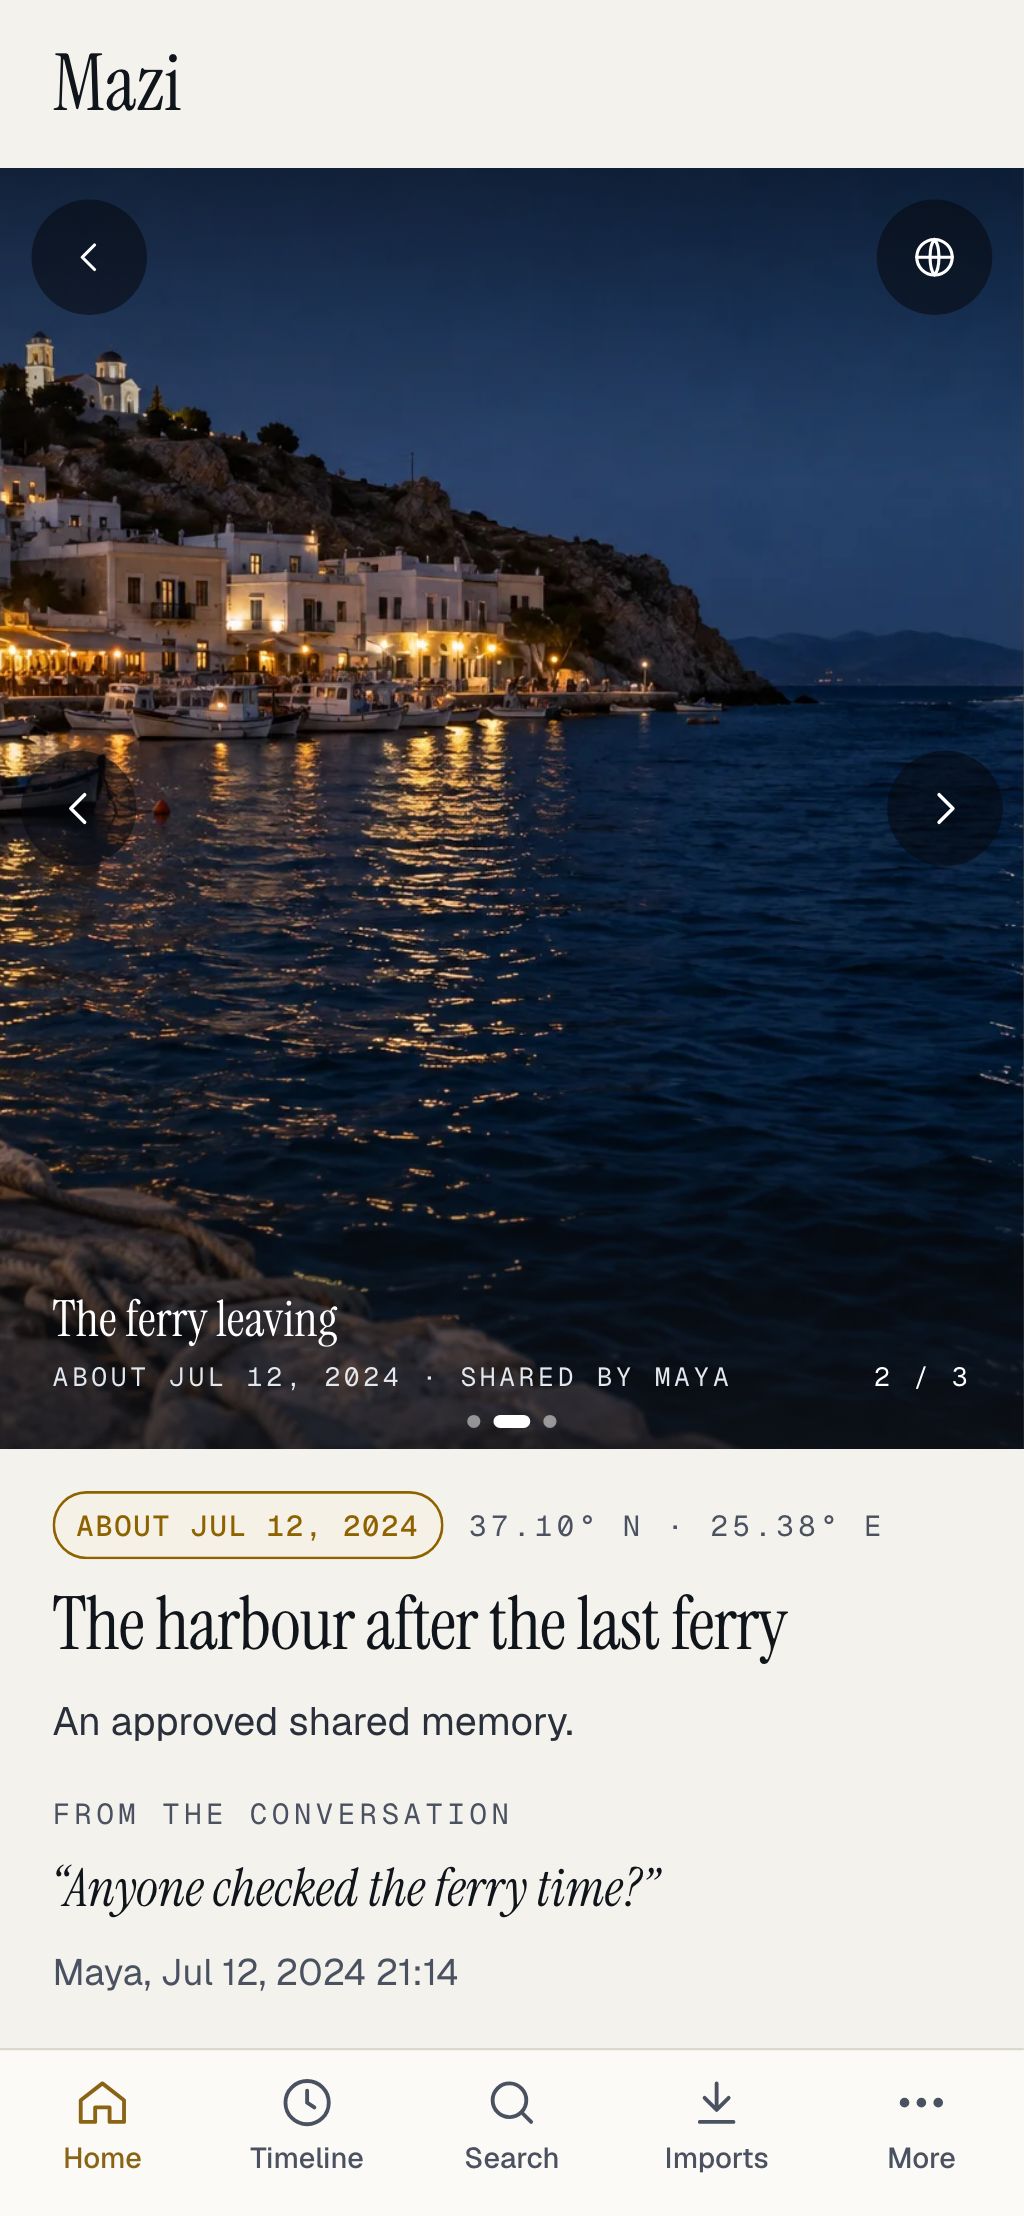 Mazi
The ferry leaving
ABOUT JUL 12, 2024 · SHARED BY MAYA 2 / 3
ABOUT JUL 12, 2024 37.10° N · 25.38° E
The harbour after the last ferry
An approved shared memory.
FROM THE CONVERSATION
“Anyone checked the ferry time?”
Maya, Jul 12, 2024 21:14
Home Timeline Search Imports More